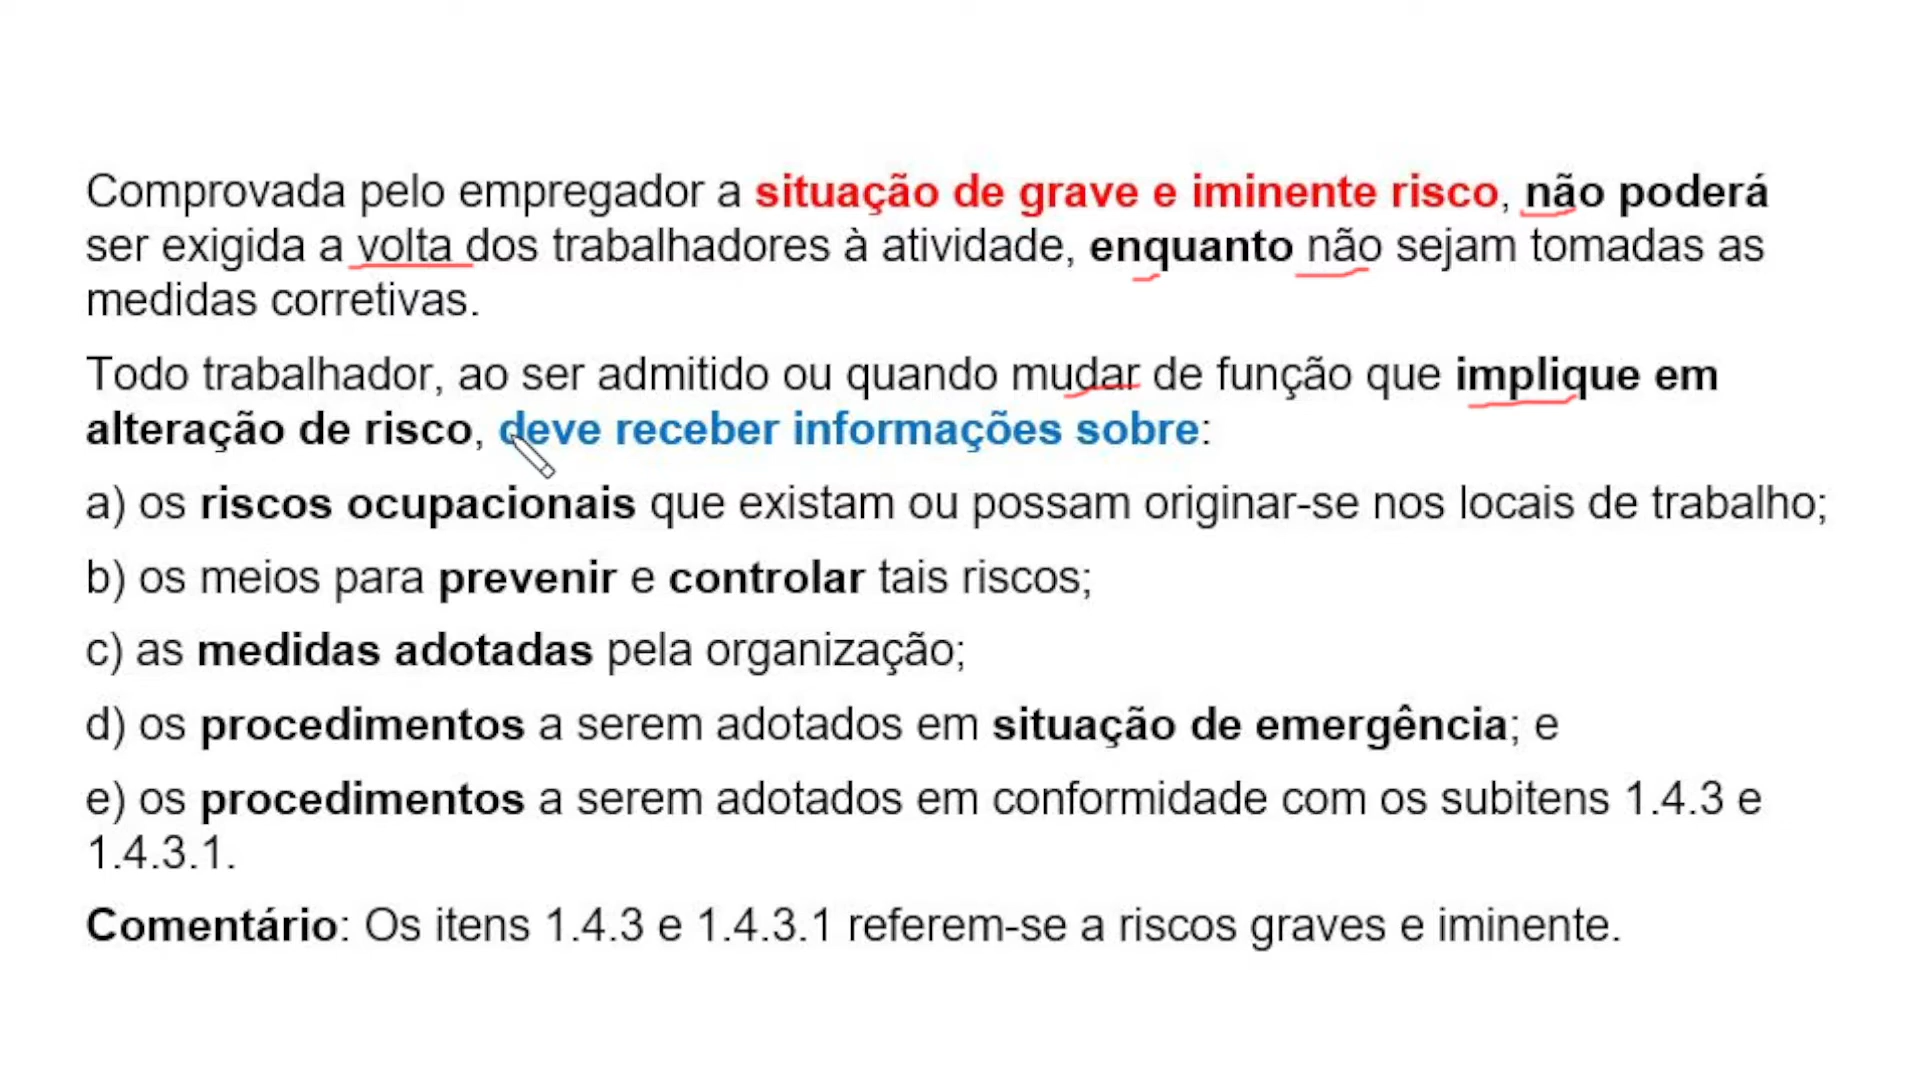 Comprovada pelo empregador a situação de grave e iminente risco, não poderá
ser exigida a volta dos trabalhadores à atividade, enquanto não sejam tomadas as
medidas corretivas.
Todo trabalhador, ao ser admitido ou quando mudar de função que implique em
alteração de risco, deve receber informações sobre:
a) os riscos ocupacionais que existam ou possam originar-se nos locais de trabalho;
b) os meios para prevenir e controlar tais riscos;
c) as medidas adotadas pela organização;
d) os procedimentos a serem adotados em situação de emergência; e
e) os procedimentos a serem adotados em conformidade com os subitens 1.4.3 e
1.4.3.1.
Comentário: Os itens 1.4.3 e 1.4.3.1 referem-se a riscos graves e iminente.